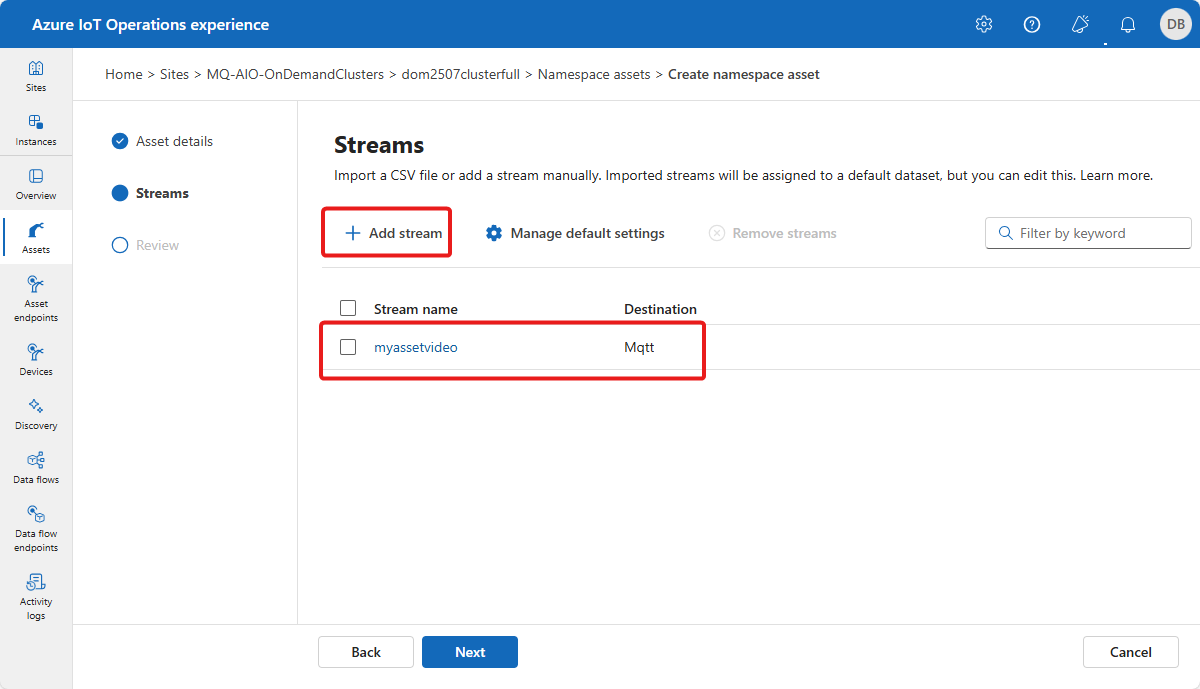 Azure IoT Operations experience
DB
Home > Sites > MQ-AIO-OnDemandClusters > dom2507clusterfull > Namespace assets > Create namespace asset
Sites
Instances
Overview
Assets
Asset
endpoints
Devices
Discovery
Data flows
Data flow
endpoints
Activity
logs
Asset details
Streams
Review
Streams
Import a CSV file or add a stream manually. Imported streams will be assigned to a default dataset, but you can edit this. Learn more.
Add stream
Manage default settings
Remove streams
Filter by keyword
Stream name
Destination
myassetvideo
Mqtt
Back
Next
Cancel